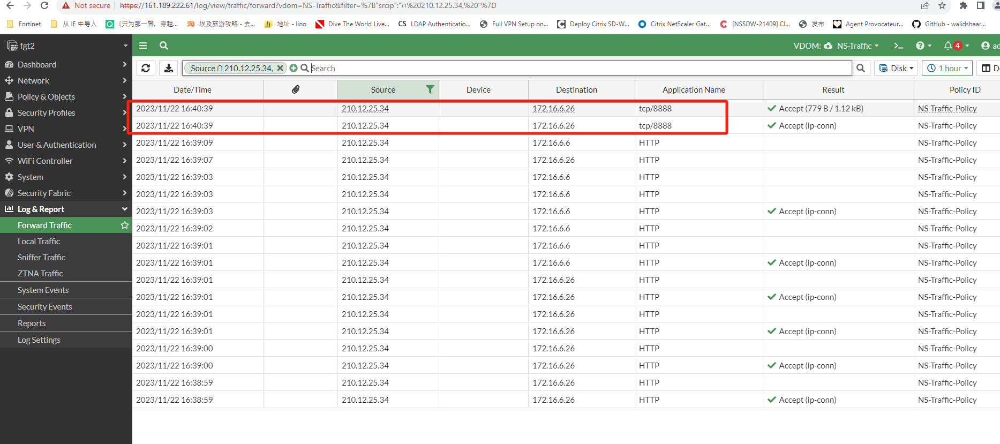 Not secure https://161.189.222.61/log/view/traffic/forward?vdom=NS-Traffic&filter=%7B"srcip":"∩%20210.12.25.34,%20"%7D
Fortinet 从 IE 中导入 《只为那一瞥，穿越... 埃及旅游攻略 - 去... 地址 - lino Dive The World Live... CS LDAP Authenticatio... Full VPN Setup on... Deploy Citrix SD-W... Citrix NetScaler Gat... [NSSDW-21409] Cl... 发布 Agent Provocateur... GitHub - walidshaar...
fgt2 VDOM: NS-Traffic >_ ? 4 ad
Dashboard
Network
Policy & Objects
Security Profiles
VPN
User & Authentication
WiFi Controller
System
Security Fabric
Log & Report
Forward Traffic
Local Traffic
Sniffer Traffic
ZTNA Traffic
System Events
Security Events
Reports
Log Settings
Source ∩ 210.12.25.34, Search Disk 1 hour
Date/Time Source Device Destination Application Name Result Policy ID
2023/11/22 16:40:39 210.12.25.34 172.16.6.26 tcp/8888 Accept (779 B / 1.12 kB) NS-Traffic-Policy
2023/11/22 16:40:39 210.12.25.34 172.16.6.26 tcp/8888 Accept (ip-conn) NS-Traffic-Policy
2023/11/22 16:39:09 210.12.25.34 172.16.6.6 HTTP NS-Traffic-Policy
2023/11/22 16:39:07 210.12.25.34 172.16.6.26 HTTP NS-Traffic-Policy
2023/11/22 16:39:03 210.12.25.34 172.16.6.6 HTTP NS-Traffic-Policy
2023/11/22 16:39:03 210.12.25.34 172.16.6.6 HTTP NS-Traffic-Policy
2023/11/22 16:39:03 210.12.25.34 172.16.6.6 HTTP Accept (ip-conn) NS-Traffic-Policy
2023/11/22 16:39:02 210.12.25.34 172.16.6.6 HTTP NS-Traffic-Policy
2023/11/22 16:39:01 210.12.25.34 172.16.6.6 HTTP NS-Traffic-Policy
2023/11/22 16:39:01 210.12.25.34 172.16.6.6 HTTP Accept (ip-conn) NS-Traffic-Policy
2023/11/22 16:39:01 210.12.25.34 172.16.6.26 HTTP NS-Traffic-Policy
2023/11/22 16:39:01 210.12.25.34 172.16.6.26 HTTP Accept (ip-conn) NS-Traffic-Policy
2023/11/22 16:39:01 210.12.25.34 172.16.6.26 HTTP NS-Traffic-Policy
2023/11/22 16:39:01 210.12.25.34 172.16.6.26 HTTP Accept (ip-conn) NS-Traffic-Policy
2023/11/22 16:39:00 210.12.25.34 172.16.6.26 HTTP NS-Traffic-Policy
2023/11/22 16:39:00 210.12.25.34 172.16.6.26 HTTP Accept (ip-conn) NS-Traffic-Policy
2023/11/22 16:38:59 210.12.25.34 172.16.6.26 HTTP NS-Traffic-Policy
2023/11/22 16:38:59 210.12.25.34 172.16.6.26 HTTP Accept (ip-conn) NS-Traffic-Policy